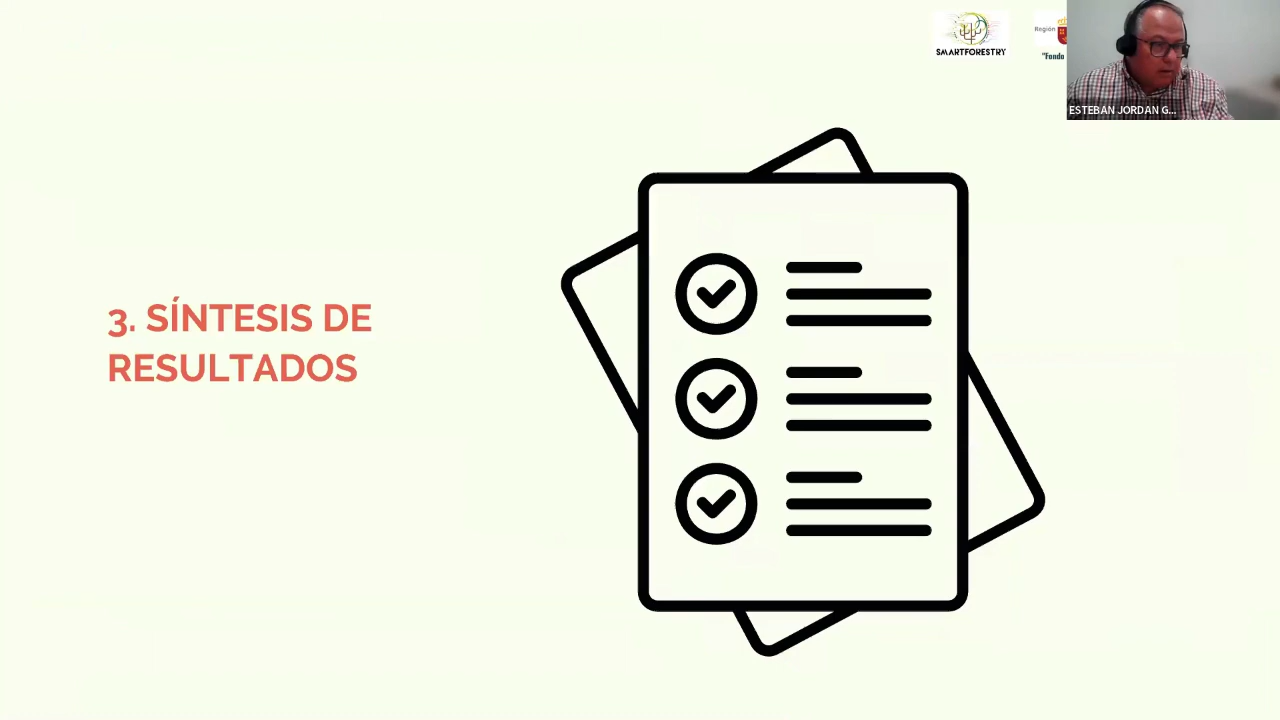 SMARTFORESTRY
Región
"Fondo
ESTEBAN JORDAN G...
3. SÍNTESIS DE
RESULTADOS